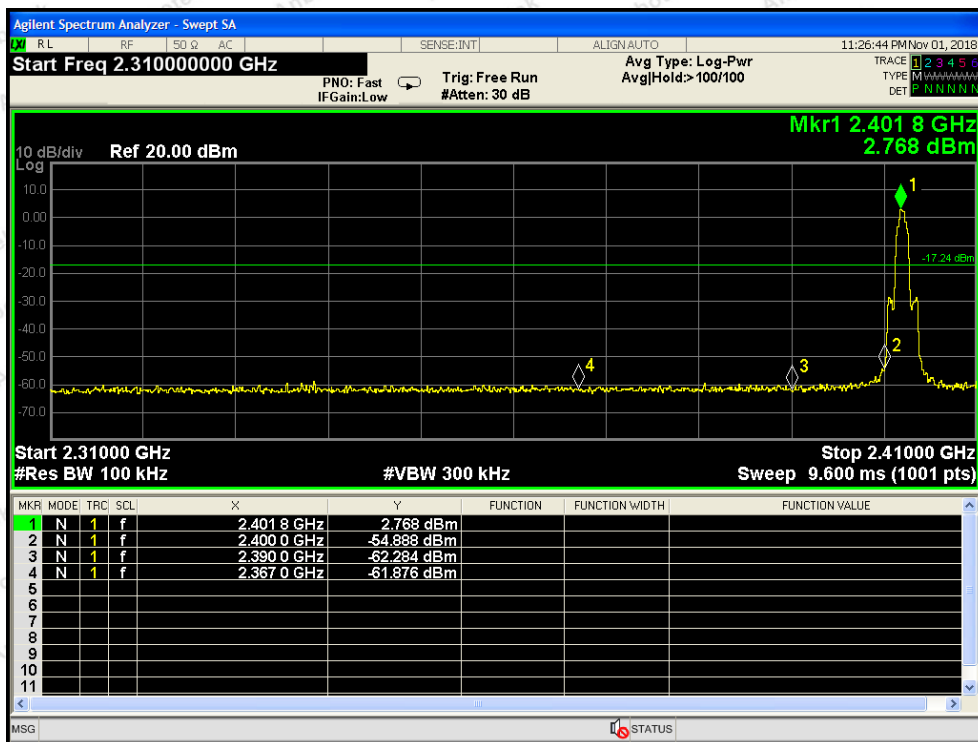 Agilent Spectrum Analyzer - Swept SA
LXI RL RF 50 Ω AC SENSE:INT ALIGN AUTO 11:26:44 PM Nov 01, 2018
Start Freq 2.310000000 GHz
PNO: Fast
IFGain:Low
Trig: Free Run
#Atten: 30 dB
Avg Type: Log-Pwr
Avg|Hold:>100/100
TRACE 1 2 3 4 5 6
TYPE M
DET P N N N N N
Mkr1 2.401 8 GHz
2.768 dBm
10 dB/div Ref 20.00 dBm
Log
10.0
0.00
-10.0
-20.0
-30.0
-40.0
-50.0
-60.0
-70.0
1
-17.24 dBm
2
3
4
Start 2.31000 GHz Stop 2.41000 GHz
#Res BW 100 kHz #VBW 300 kHz Sweep 9.600 ms (1001 pts)
MKR MODE TRC SCL X Y FUNCTION FUNCTION WIDTH FUNCTION VALUE
1 N 1 f 2.401 8 GHz 2.768 dBm
2 N 1 f 2.400 0 GHz -54.888 dBm
3 N 1 f 2.390 0 GHz -62.284 dBm
4 N 1 f 2.367 0 GHz -61.876 dBm
5
6
7
8
9
10
11
MSG STATUS